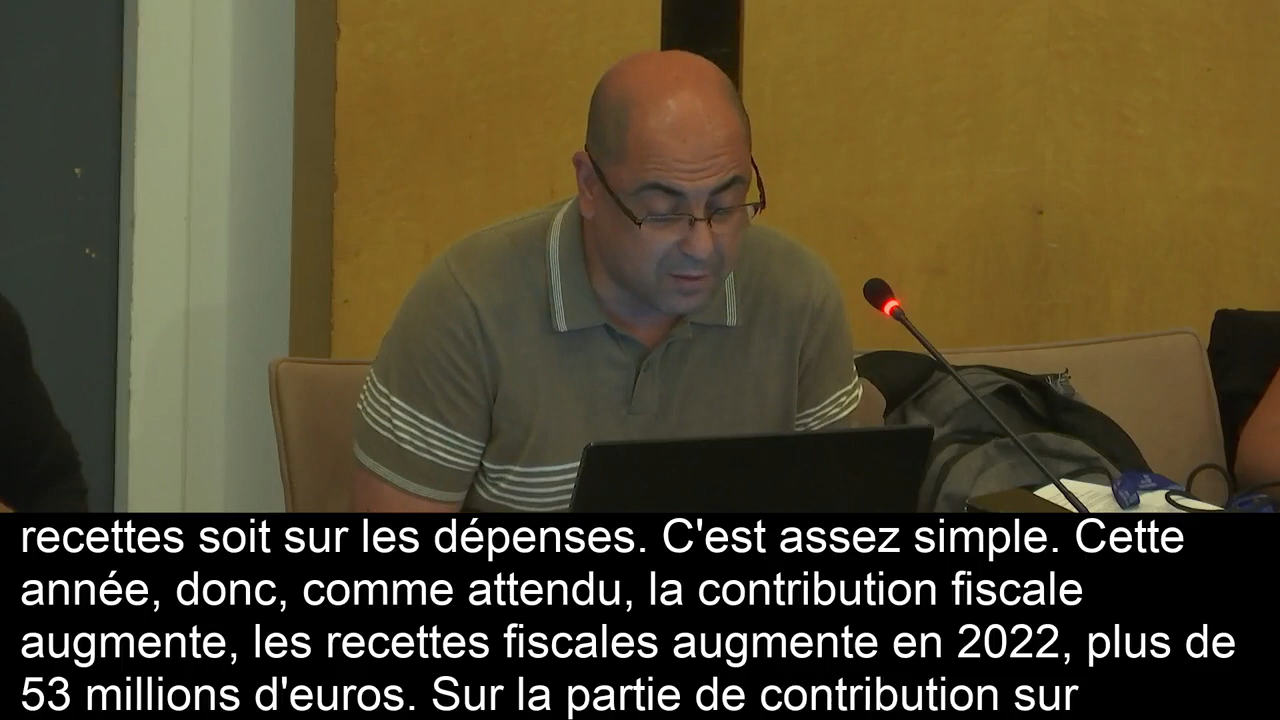 recettes soit sur les dépenses. C'est assez simple. Cette
année, donc, comme attendu, la contribution fiscale
augmente, les recettes fiscales augmente en 2022, plus de
53 millions d'euros. Sur la partie de contribution sur